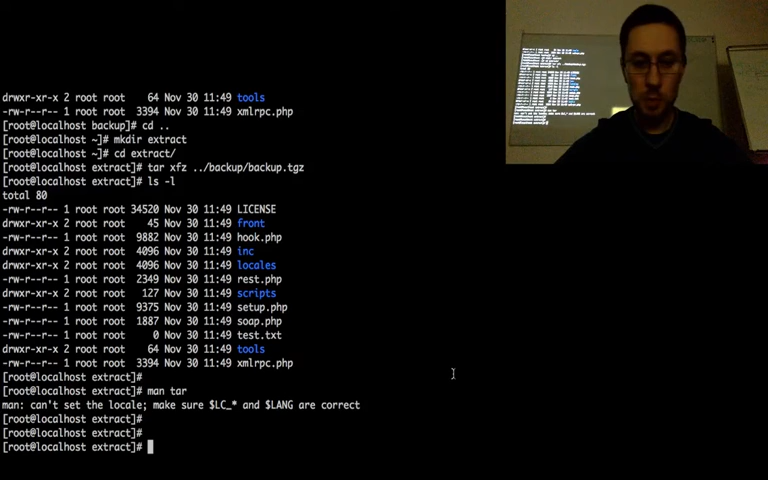 drwxr-xr-x 2 root root    64 Nov 30 11:49 tools
-rw-r--r-- 1 root root  3394 Nov 30 11:49 xmlrpc.php
[root@localhost backup]# cd ..
[root@localhost ~]# mkdir extract
[root@localhost ~]# cd extract/
[root@localhost extract]# tar xfz ../backup/backup.tgz
[root@localhost extract]# ls -l
total 80
-rw-r--r-- 1 root root 34520 Nov 30 11:49 LICENSE
drwxr-xr-x 2 root root    45 Nov 30 11:49 front
-rw-r--r-- 1 root root  9882 Nov 30 11:49 hook.php
drwxr-xr-x 2 root root  4096 Nov 30 11:49 inc
drwxr-xr-x 2 root root  4096 Nov 30 11:49 locales
-rw-r--r-- 1 root root  2349 Nov 30 11:49 rest.php
drwxr-xr-x 2 root root   127 Nov 30 11:49 scripts
-rw-r--r-- 1 root root  9375 Nov 30 11:49 setup.php
-rw-r--r-- 1 root root  1887 Nov 30 11:49 soap.php
-rw-r--r-- 1 root root     0 Nov 30 11:49 test.txt
drwxr-xr-x 2 root root    64 Nov 30 11:49 tools
-rw-r--r-- 1 root root  3394 Nov 30 11:49 xmlrpc.php
[root@localhost extract]#
[root@localhost extract]# man tar
man: can't set the locale; make sure $LC_* and $LANG are correct
[root@localhost extract]#
[root@localhost extract]#
[root@localhost extract]#